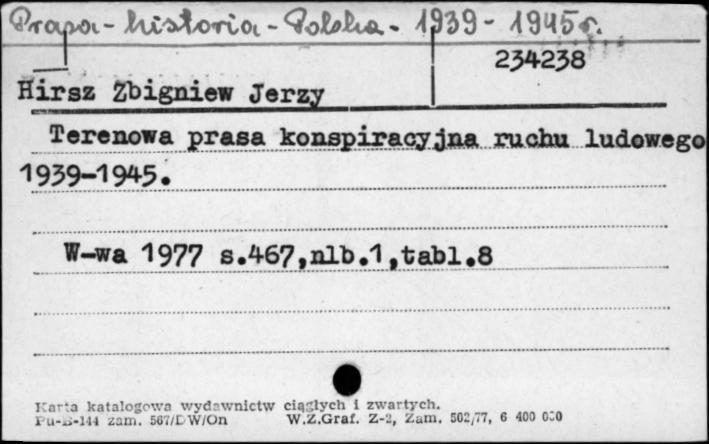 Prasa - historia - Polska - 1939 - 1945 r.
234238
Hirsz Zbigniew Jerzy
Terenowa prasa konspiracyjna ruchu ludowego
1939-1945.
W-wa 1977 s.467,nlb.1,tabl.8
Karta katalogowa wydawnictw ciągłych i zwartych.
Pu-B-144 zam. 567/DW/On W.Z.Graf. Z-2, Zam. 502/77, 6 400 000